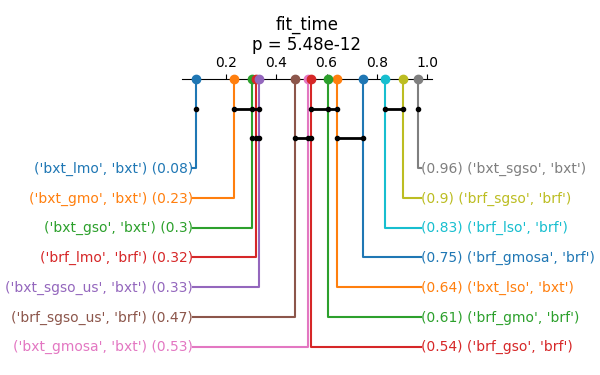 fit_time
p = 5.48e-12
0.2 0.4 0.6 0.8 1.0
('bxt_lmo', 'bxt') (0.08)
(0.96) ('bxt_sgso', 'bxt')
('bxt_gmo', 'bxt') (0.23)
(0.9) ('brf_sgso', 'brf')
('bxt_gso', 'bxt') (0.3)
(0.83) ('brf_lso', 'brf')
('brf_lmo', 'brf') (0.32)
(0.75) ('brf_gmosa', 'brf')
('bxt_sgso_us', 'bxt') (0.33)
(0.64) ('bxt_lso', 'bxt')
('brf_sgso_us', 'brf') (0.47)
(0.61) ('brf_gmo', 'brf')
('bxt_gmosa', 'bxt') (0.53)
(0.54) ('brf_gso', 'brf')